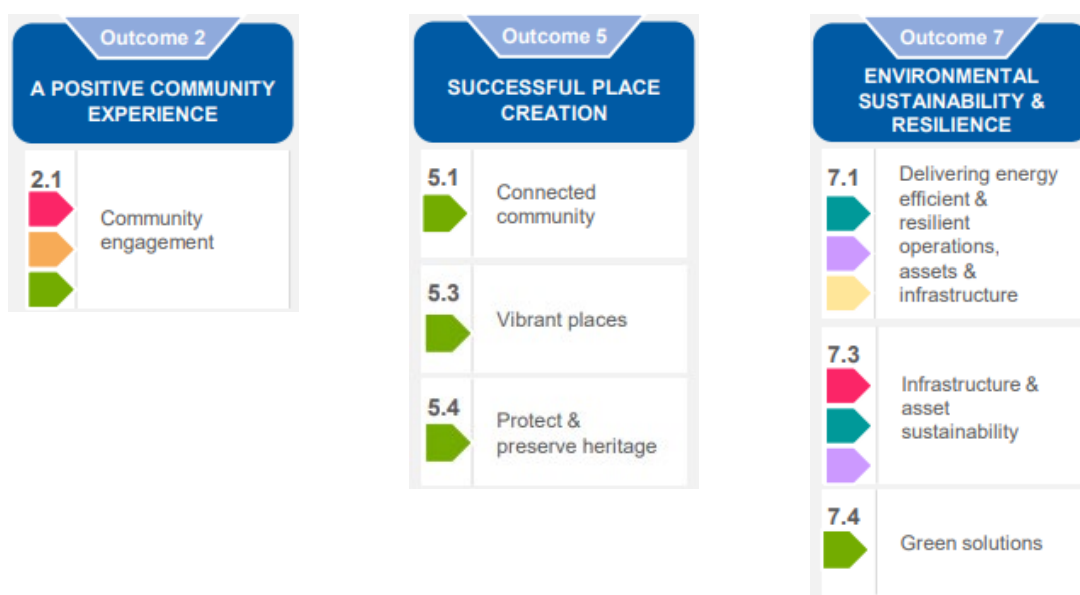 Outcome 2
A POSITIVE COMMUNITY
EXPERIENCE
2.1
Community
engagement
Outcome 5
SUCCESSFUL PLACE
CREATION
5.1
Connected
community
5.3
Vibrant places
5.4
Protect &
preserve heritage
Outcome 7
ENVIRONMENTAL
SUSTAINABILITY &
RESILIENCE
7.1
Delivering energy
efficient &
resilient
operations,
assets &
infrastructure
7.3
Infrastructure &
asset
sustainability
7.4
Green solutions